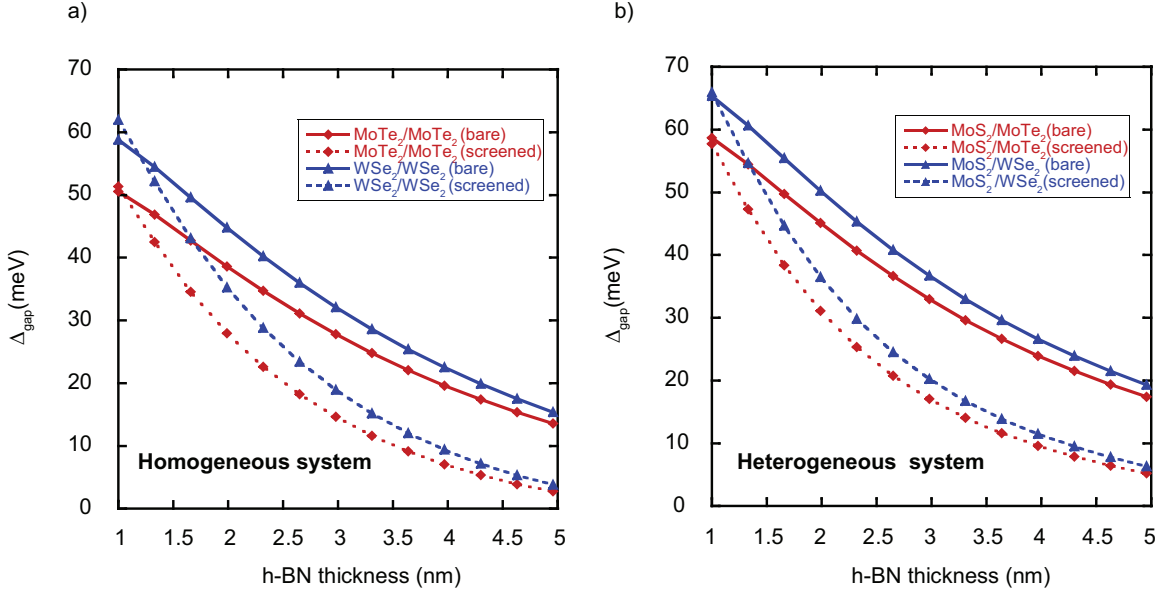 a)
70
60
50
40
30
20
10
0
Δgap(meV)
MoTe2/MoTe2 (bare)
MoTe2/MoTe2 (screened)
WSe2/WSe2 (bare)
WSe2/WSe2 (screened)
Homogeneous system
1 1.5 2 2.5 3 3.5 4 4.5 5
h-BN thickness (nm)
b)
70
60
50
40
30
20
10
0
Δgap(meV)
MoS2/MoTe2(bare)
MoS2/MoTe2(screened)
MoS2/WSe2 (bare)
MoS2/WSe2(screened)
Heterogeneous system
1 1.5 2 2.5 3 3.5 4 4.5 5
h-BN thickness (nm)